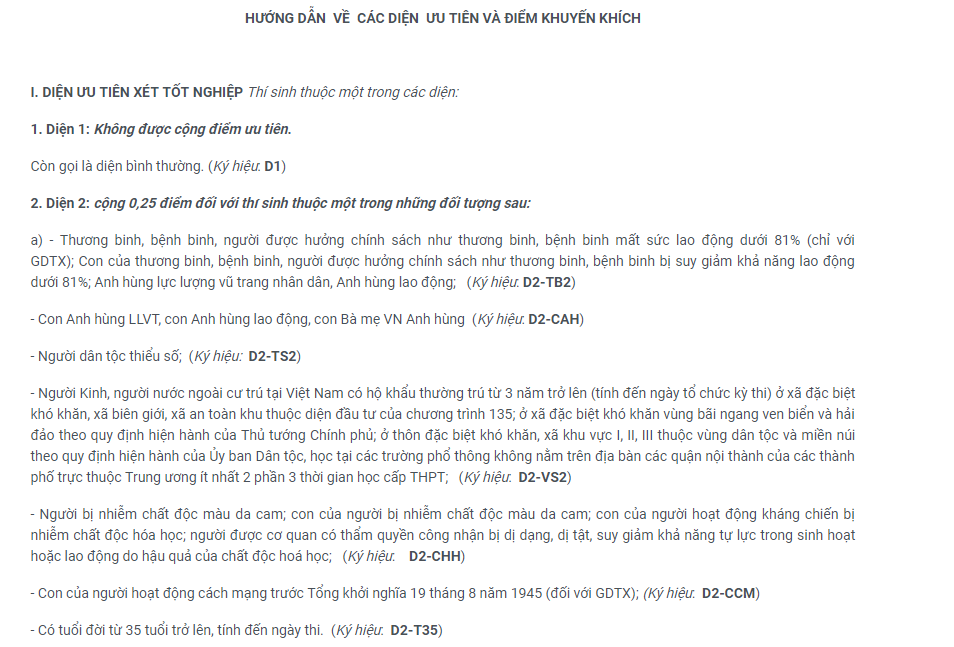 HƯỚNG DẪN VỀ CÁC DIỆN ƯU TIÊN VÀ ĐIỂM KHUYẾN KHÍCH
I. DIỆN ƯU TIÊN XÉT TỐT NGHIỆP Thí sinh thuộc một trong các diện:
1. Diện 1: Không được cộng điểm ưu tiên.
Còn gọi là diện bình thường. (Ký hiệu: D1)
2. Diện 2: cộng 0,25 điểm đối với thí sinh thuộc một trong những đối tượng sau:
a) - Thương binh, bệnh binh, người được hưởng chính sách như thương binh, bệnh binh mất sức lao động dưới 81% (chỉ với
GDTX); Con của thương binh, bệnh binh, người được hưởng chính sách như thương binh, bệnh binh bị suy giảm khả năng lao động
dưới 81%; Anh hùng lực lượng vũ trang nhân dân, Anh hùng lao động; (Ký hiệu: D2-TB2)
- Con Anh hùng LLVT, con Anh hùng lao động, con Bà mẹ VN Anh hùng (Ký hiệu: D2-CAH)
- Người dân tộc thiểu số; (Ký hiệu: D2-TS2)
- Người Kinh, người nước ngoài cư trú tại Việt Nam có hộ khẩu thường trú từ 3 năm trở lên (tính đến ngày tổ chức kỳ thi) ở xã đặc biệt
khó khăn, xã biên giới, xã an toàn khu thuộc diện đầu tư của chương trình 135; ở xã đặc biệt khó khăn vùng bãi ngang ven biển và hải
đảo theo quy định hiện hành của Thủ tướng Chính phủ; ở thôn đặc biệt khó khăn, xã khu vực I, II, III thuộc vùng dân tộc và miền núi
theo quy định hiện hành của Ủy ban Dân tộc, học tại các trường phổ thông không nằm trên địa bàn các quận nội thành của các thành
phố trực thuộc Trung ương ít nhất 2 phần 3 thời gian học cấp THPT; (Ký hiệu: D2-VS2)
- Người bị nhiễm chất độc màu da cam; con của người bị nhiễm chất độc màu da cam; con của người hoạt động kháng chiến bị
nhiễm chất độc hóa học; người được cơ quan có thẩm quyền công nhận bị dị dạng, dị tật, suy giảm khả năng tự lực trong sinh hoạt
hoặc lao động do hậu quả của chất độc hoá học; (Ký hiệu: D2-CHH)
- Con của người hoạt động cách mạng trước Tổng khởi nghĩa 19 tháng 8 năm 1945 (đối với GDTX); (Ký hiệu: D2-CCM)
- Có tuổi đời từ 35 tuổi trở lên, tính đến ngày thi. (Ký hiệu: D2-T35)